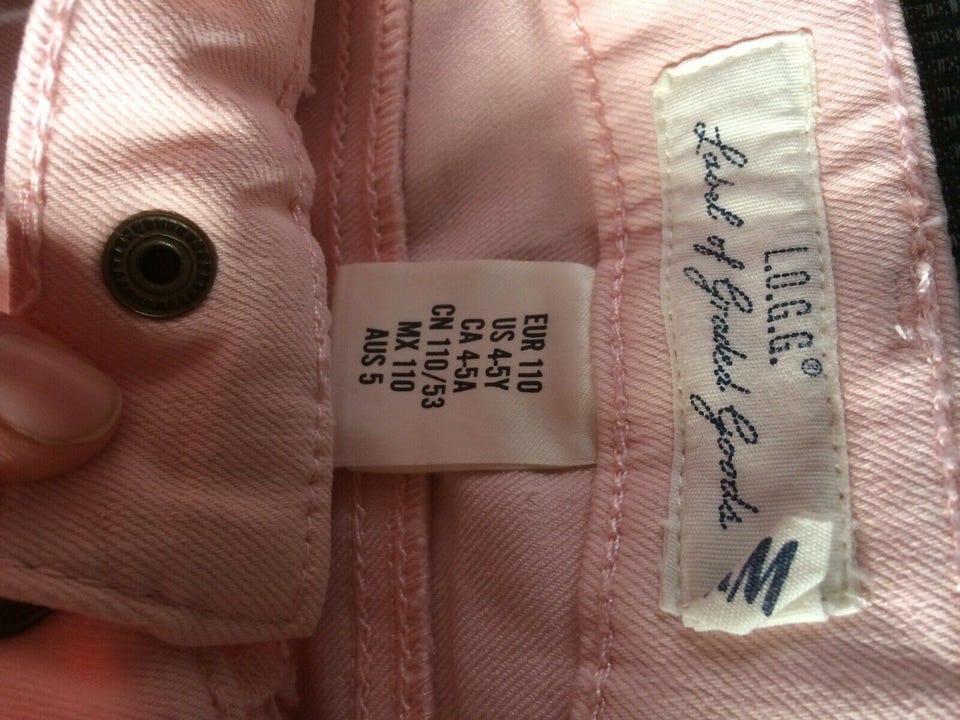 L.O.G.G.®
Label of Graded Goods
EUR 110
US 4-5Y
CA 4-5A
CN 110/53
MX 110
AUS 5